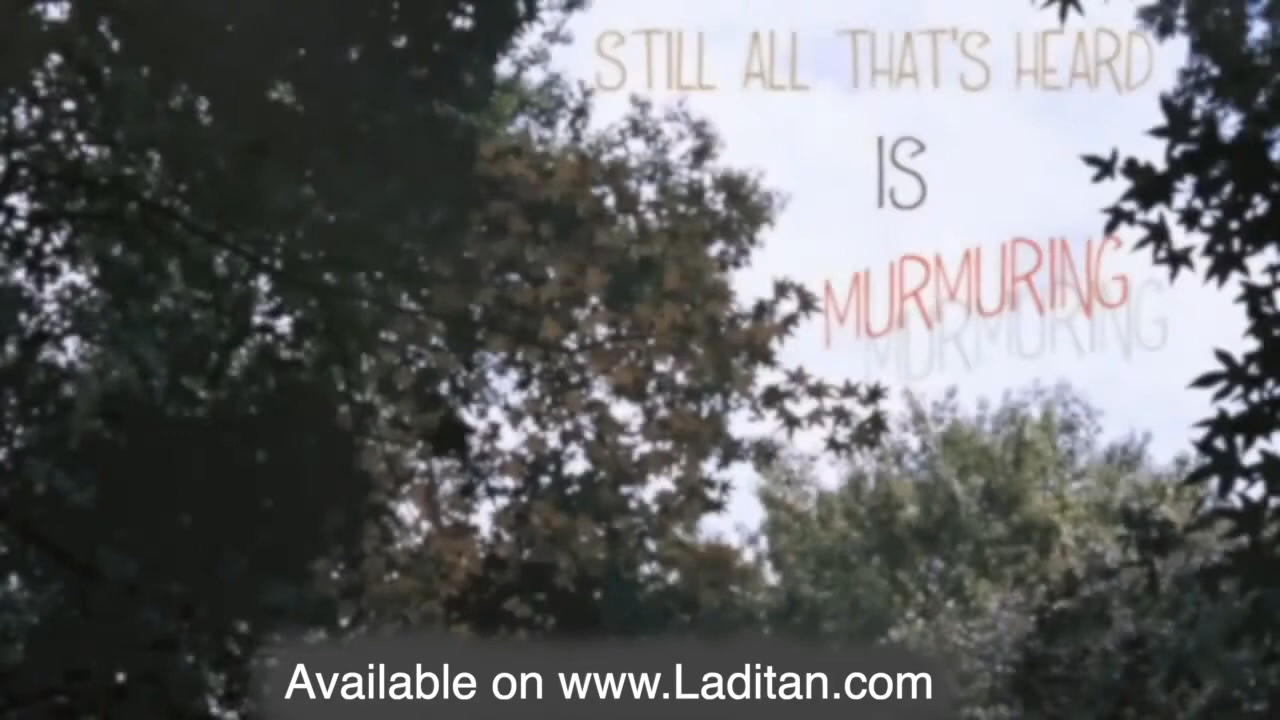 STILL ALL THAT'S HEARD
IS
MURMURING
MURMURING
Available on www.Laditan.com